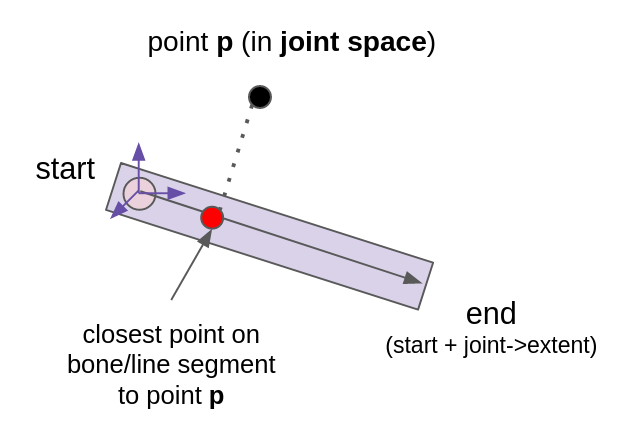 point p (in joint space)
start
closest point on
bone/line segment
to point p
end
(start + joint->extent)